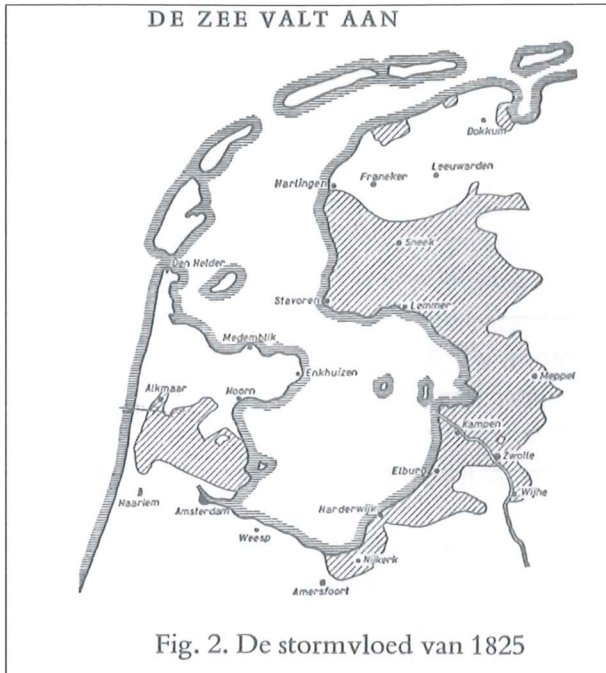 DE ZEE VALT AAN
Dokkum
Leeuwarden
Harlingen
Franeker
Sneek
Den Helder
Stavoren
Lemmer
Medemblik
Enkhuizen
Meppel
Alkmaar
Hoorn
Kampen
Zwolle
Elburg
Wijhe
Haarlem
Amsterdam
Harderwijk
Weesp
Nijkerk
Amersfoort
Fig. 2. De stormvloed van 1825